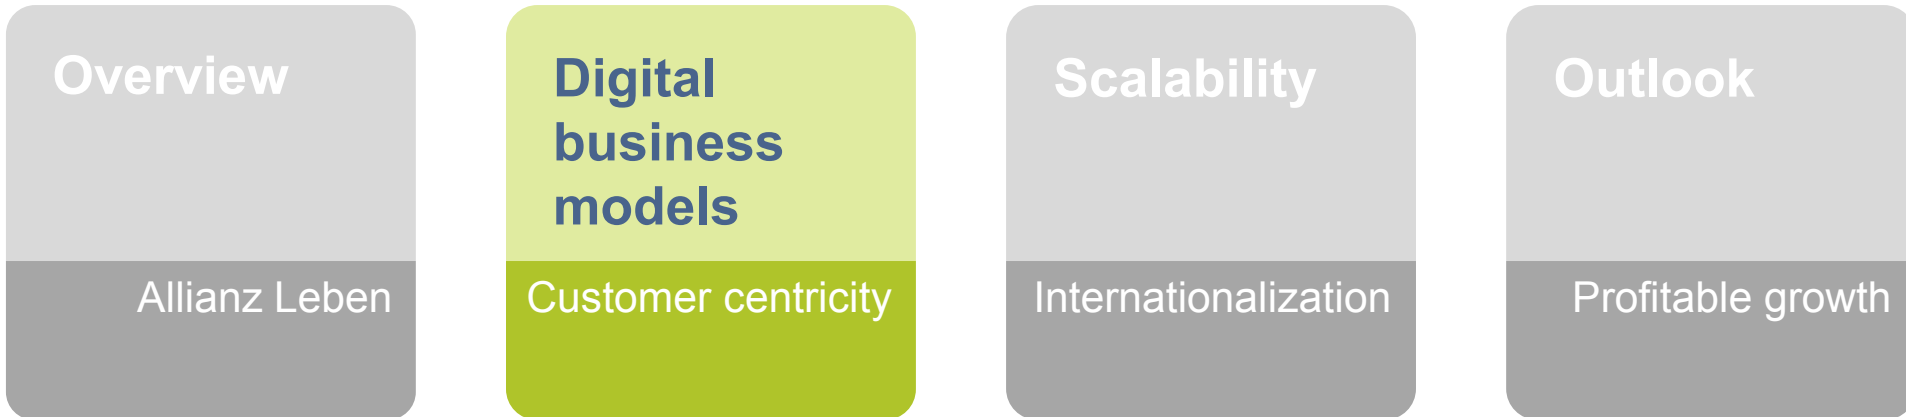 Overview
Allianz Leben
Digital
business
models
Customer centricity
Scalability
Internationalization
Outlook
Profitable growth